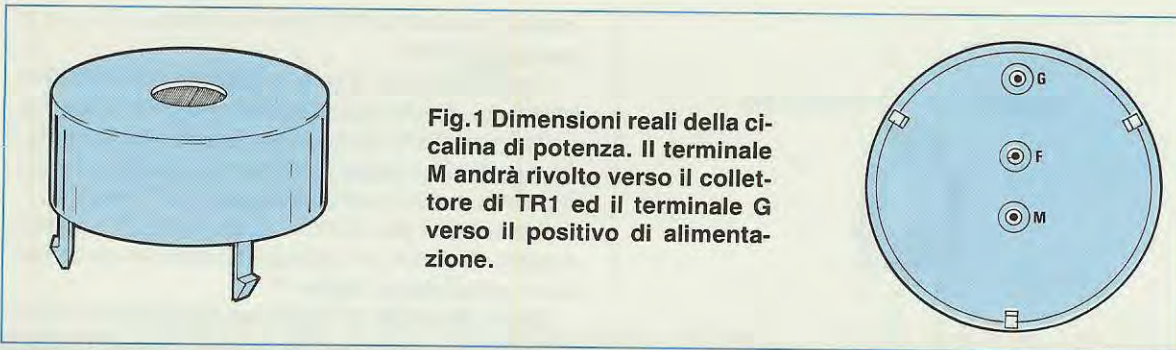 Fig.1 Dimensioni reali della ci-
calina di potenza. Il terminale
M andrà rivolto verso il collet-
tore di TR1 ed il terminale G
verso il positivo di alimenta-
zione.
G
F
M